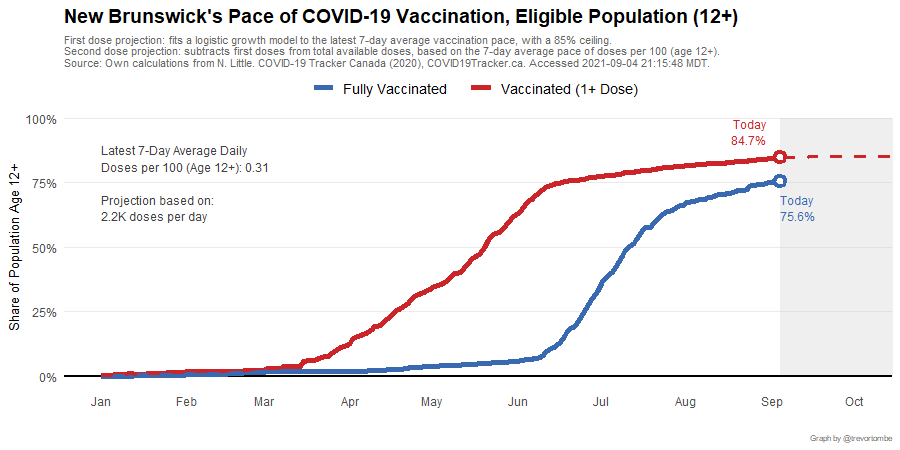 New Brunswick's Pace of COVID-19 Vaccination, Eligible Population (12+)
First dose projection: fits a logistic growth model to the latest 7-day average vaccination pace, with a 85% ceiling.
Second dose projection: subtracts first doses from total available doses, based on the 7-day average pace of doses per 100 (age 12+).
Source: Own calculations from N. Little. COVID-19 Tracker Canada (2020), COVID19Tracker.ca. Accessed 2021-09-04 21:15:48 MDT.
Fully Vaccinated
Vaccinated (1+ Dose)
Share of Population Age 12+
100%
75%
50%
25%
0%
Latest 7-Day Average Daily
Doses per 100 (Age 12+): 0.31
Projection based on:
2.2K doses per day
Today
84.7%
Today
75.6%
Jan
Feb
Mar
Apr
May
Jun
Jul
Aug
Sep
Oct
Graph by @trevortombe